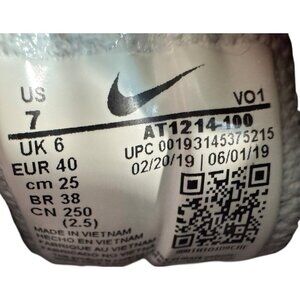 US
7
UK 6
EUR 40
cm 25
BR 38
CN 250
(2.5)
VO1
AT1214-100
UPC 00193145375215
02/20/19 | 06/01/19
MADE IN VIETNAM
HECHO EN VIETNAM
FABRIQUE AU VIETNAM